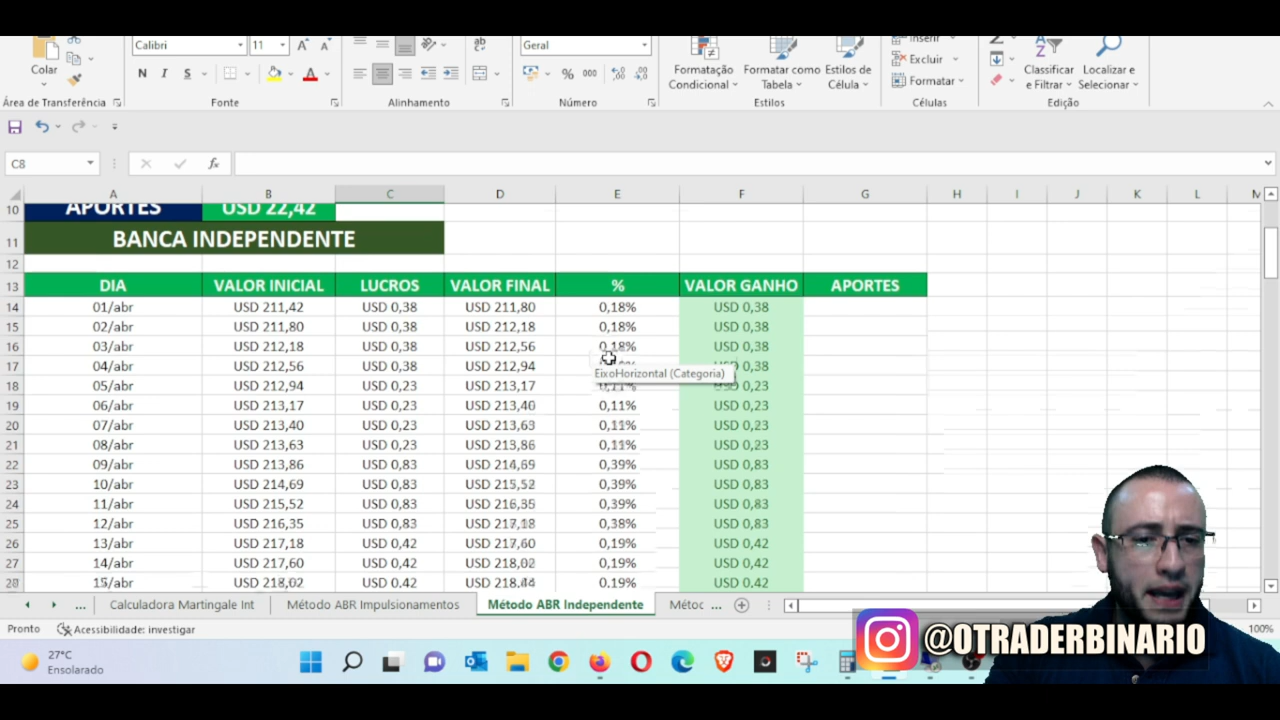 Calibri 11 Geral Inserir
Colar N I S Formatação Condicional Formatar como Tabela Estilos de Célula Excluir Formatar Classificar e Filtrar Localizar e Selecionar
Área de Transferência Fonte Alinhamento Número Estilos Células Edição
C8 fx
A B C D E F G H I J K L M
10 APORTES USD 22,42
11 BANCA INDEPENDENTE
12
13 DIA VALOR INICIAL LUCROS VALOR FINAL % VALOR GANHO APORTES
14 01/abr USD 211,42 USD 0,38 USD 211,80 0,18% USD 0,38
15 02/abr USD 211,80 USD 0,38 USD 212,18 0,18% USD 0,38
16 03/abr USD 212,18 USD 0,38 USD 212,56 0,18% USD 0,38
17 04/abr USD 212,56 USD 0,38 USD 212,94 USD 0,38
EixoHorizontal (Categoria)
18 05/abr USD 212,94 USD 0,23 USD 213,17 0,11% USD 0,23
19 06/abr USD 213,17 USD 0,23 USD 213,40 0,11% USD 0,23
20 07/abr USD 213,40 USD 0,23 USD 213,63 0,11% USD 0,23
21 08/abr USD 213,63 USD 0,23 USD 213,86 0,11% USD 0,23
22 09/abr USD 213,86 USD 0,83 USD 214,69 0,39% USD 0,83
23 10/abr USD 214,69 USD 0,83 USD 215,52 0,39% USD 0,83
24 11/abr USD 215,52 USD 0,83 USD 216,35 0,39% USD 0,83
25 12/abr USD 216,35 USD 0,83 USD 217,18 0,38% USD 0,83
26 13/abr USD 217,18 USD 0,42 USD 217,60 0,19% USD 0,42
27 14/abr USD 217,60 USD 0,42 USD 218,02 0,19% USD 0,42
28 15/abr USD 218,02 USD 0,42 USD 218,44 0,19% USD 0,42
... Calculadora Martingale Int Método ABR Impulsionamentos Método ABR Independente Métoc ...
Pronto Acessibilidade: investigar 100%
@OTRADERBINARIO
27°C
Ensolarado